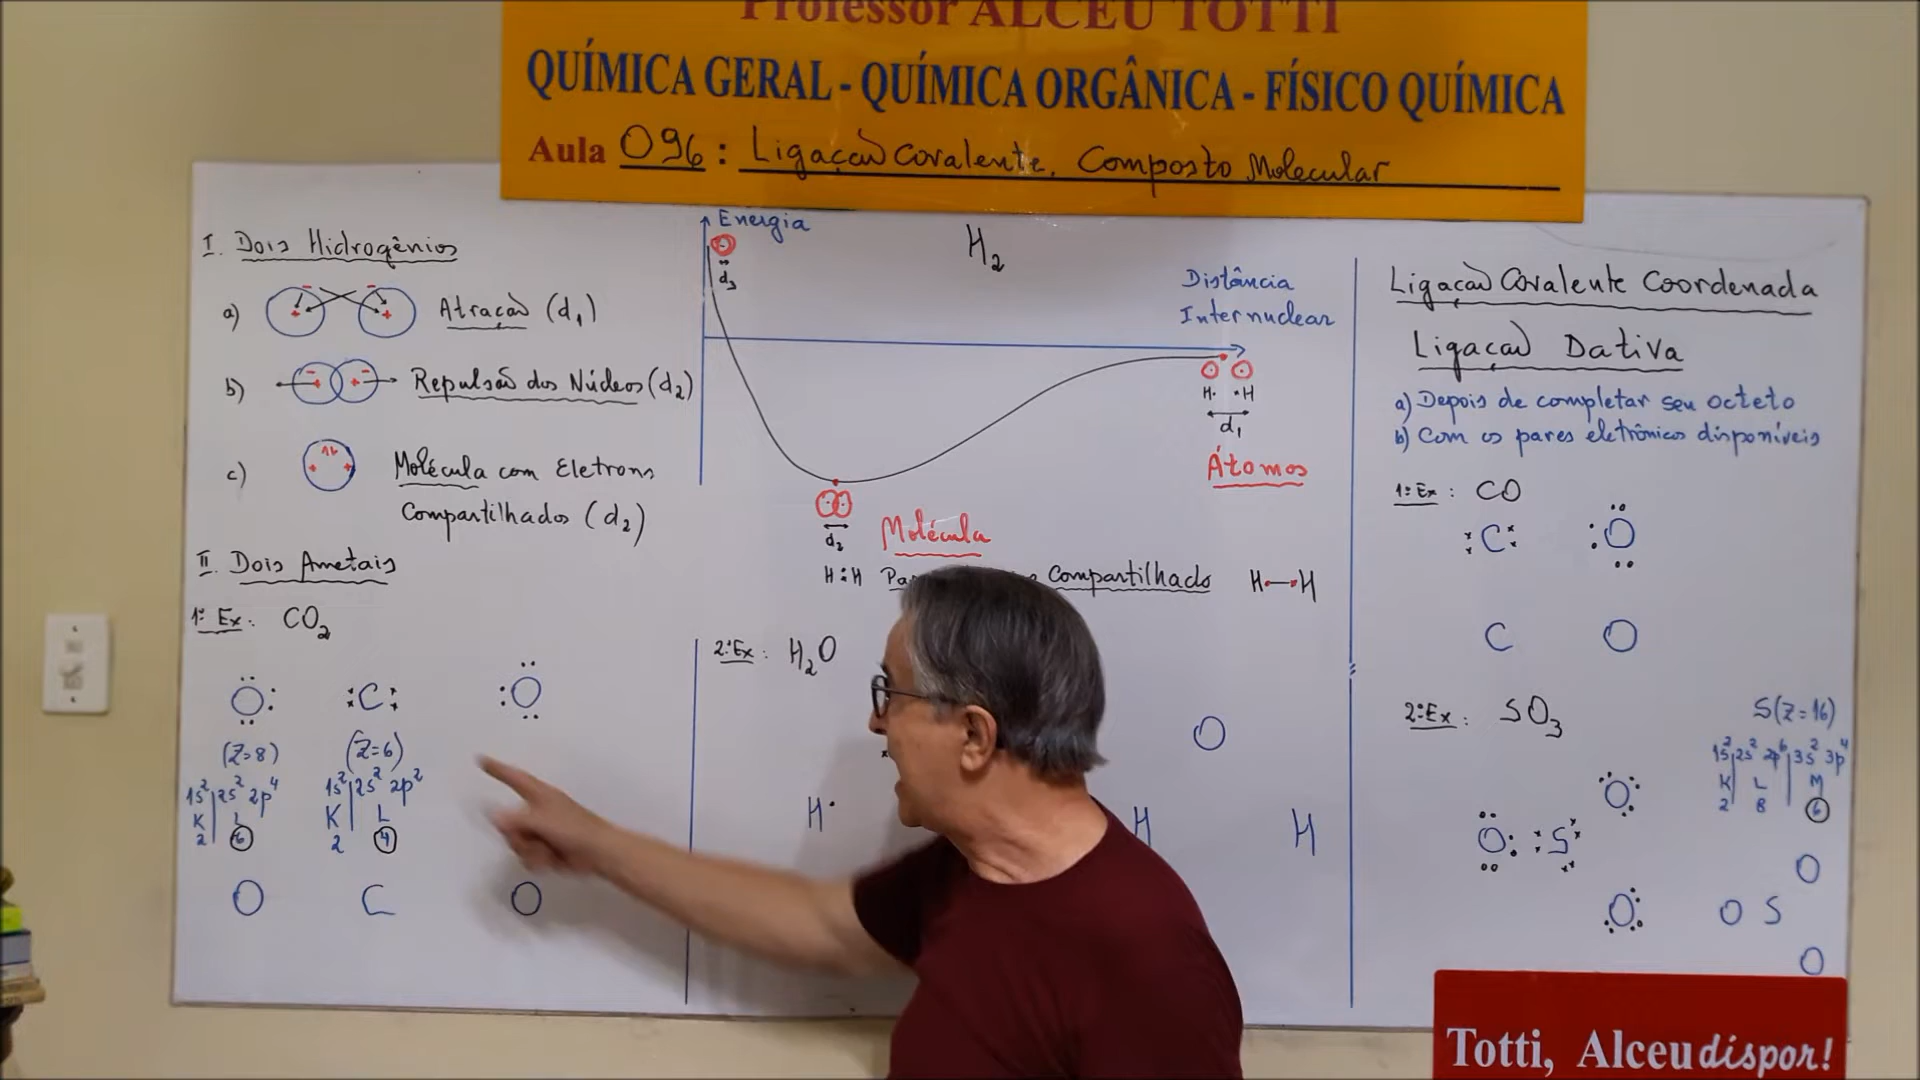 Professor ALCEU TOTTI
QUÍMICA GERAL - QUÍMICA ORGÂNICA - FÍSICO QUÍMICA
Aula 096 : Ligação Covalente. Composto Molecular
I. Dois Hidrogênios
a) Atração (d1)
b) Repulsão dos Núcleos (d2)
c) Molécula com Eletrons
Compartilhados (d2)
II. Dois Ametais
1º Ex: CO2
O C O
(Z=8) (Z=6)
1s² 2s² 2p⁴ 1s² 2s² 2p²
K L K L
2 6 2 4
O C O
Energia
H2
d3
Distância
Internuclear
H· ·H
d1
Átomos
d2
Molécula
H:H
Compartilhado H—H
2º Ex: H2O
O
H· H H
Ligação Covalente Coordenada
Ligação Dativa
a) Depois de completar seu octeto
b) Com os pares eletrônicos disponíveis
1º Ex: CO
C O
C O
2º Ex: SO3
S(Z=16)
1s² 2s² 2p⁶ 3s² 3p⁴
K L M
2 8 6
O
O S
O
O
O S
O
Totti, Alceu dispor!